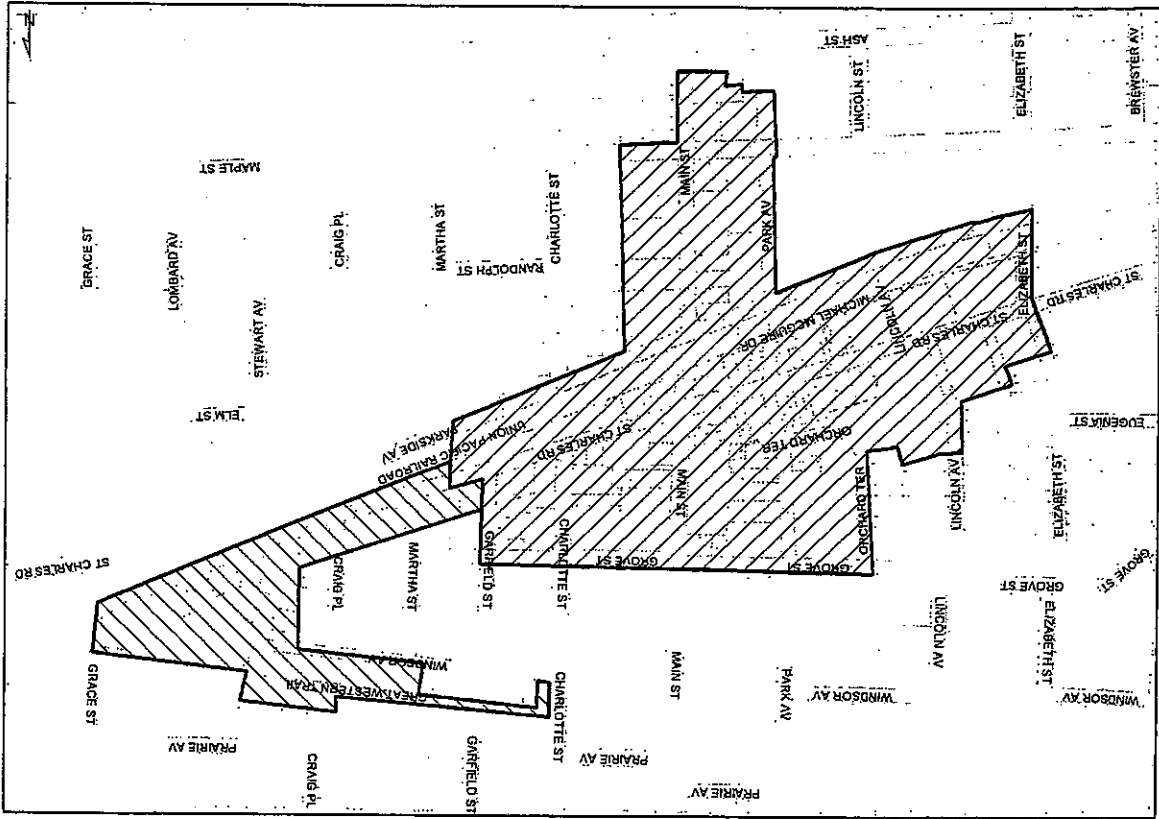 ASH ST
LINCOLN ST
ELIZABETH ST
BREWSTER AV
MAPLE ST
MAIN ST
GRACE ST
LOMBARD AV
CRAIG PL
MARTHA ST
CHARLOTTE ST
PARK AV
RANDOLPH ST
ELIZABETH ST
ST CHARLES RD
STEWART AV
MICHAEL MCGUIRE DR
LINCOLN AV
ST CHARLES RD
ELM ST
PARKSIDE AV
UNION PACIFIC RAILROAD
ST CHARLES RD
ORCHARD TER
EUGENIA ST
MAIN ST
ORCHARD TER
LINCOLN AV
ELIZABETH ST
ST CHARLES RD
CRAIG PL
MARTHA ST
GARFIELD ST
CHARLOTTE ST
GROVE ST
GROVE ST
GROVE ST
GROVE ST
LINCOLN AV
ELIZABETH ST
WINDSOR AV
GREAT WESTERN TRAIL
GRACE ST
CHARLOTTE ST
MAIN ST
PARK AV
WINDSOR AV
WINDSOR AV
PRAIRIE AV
CRAIG PL
GARFIELD ST
PRAIRIE AV
PRAIRIE AV